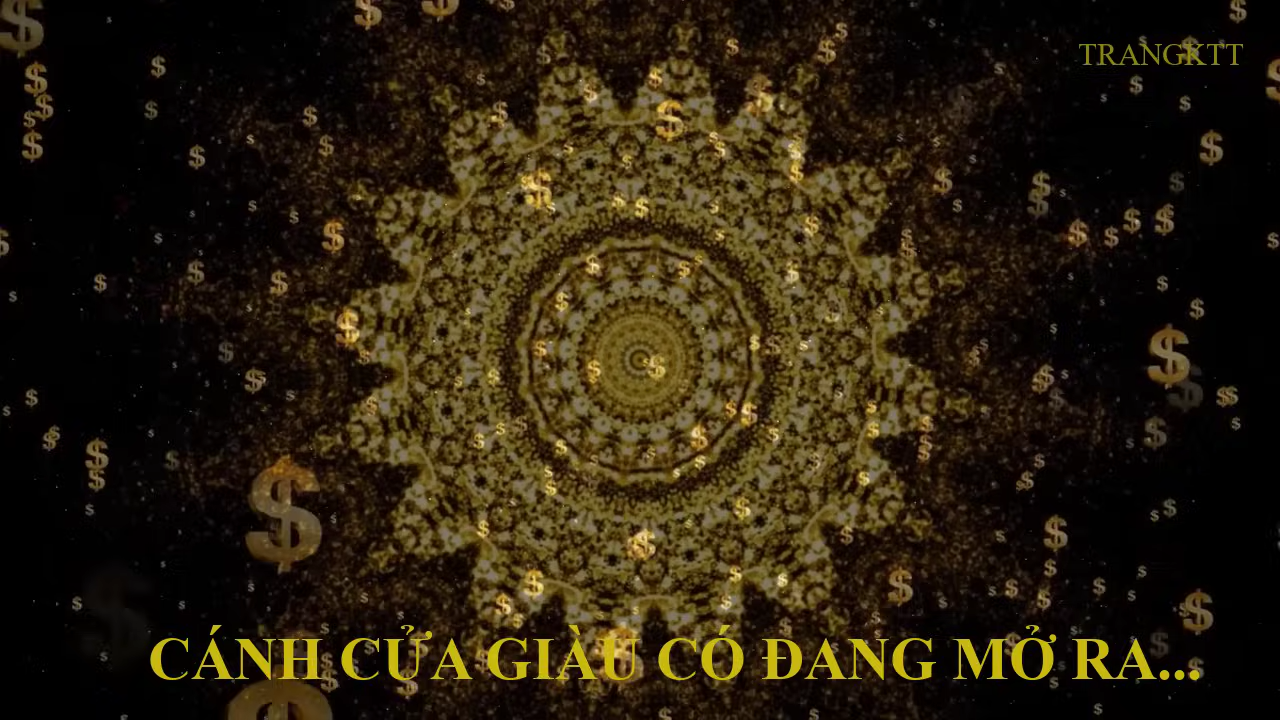 TRANGKTT
CÁNH CỬA GIÀU CÓ ĐANG MỞ RA...